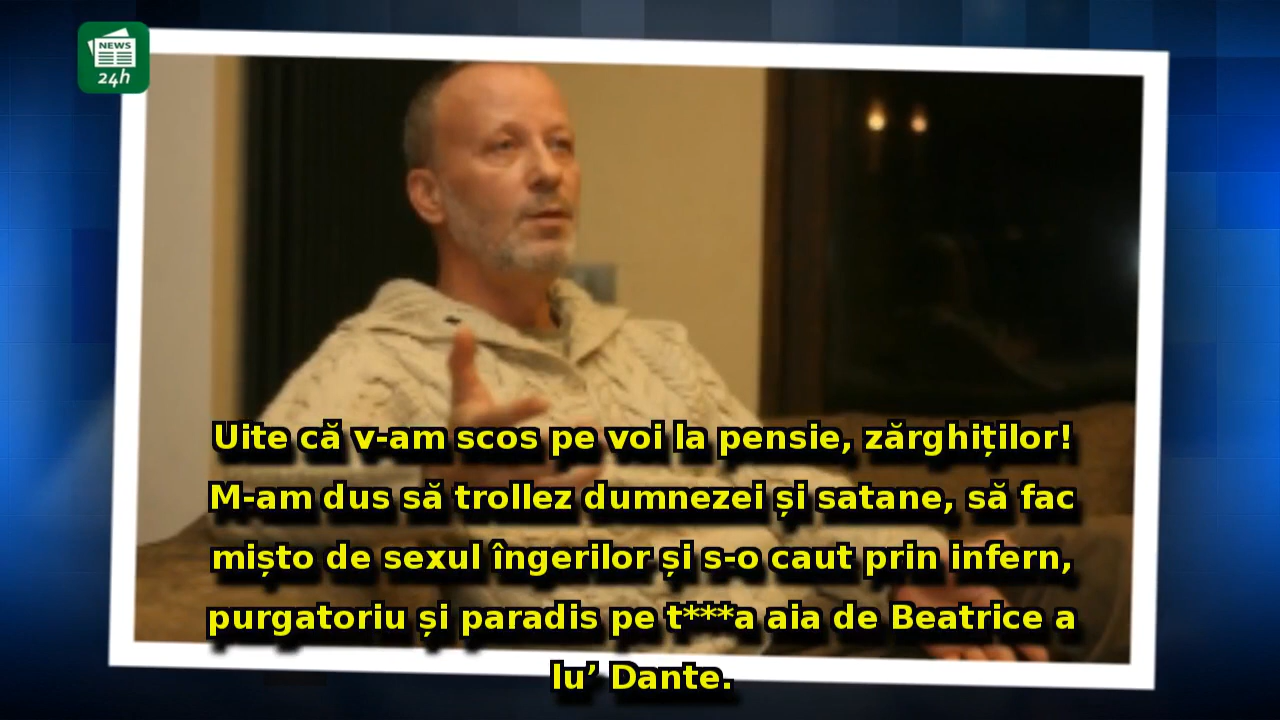 NEWS
24h
Uite că v-am scos pe voi la pensie, zărghiților!
M-am dus să trollez dumnezei și satane, să fac
mișto de sexul îngerilor și s-o caut prin infern,
purgatoriu și paradis pe t***a aia de Beatrice a
lu’ Dante.